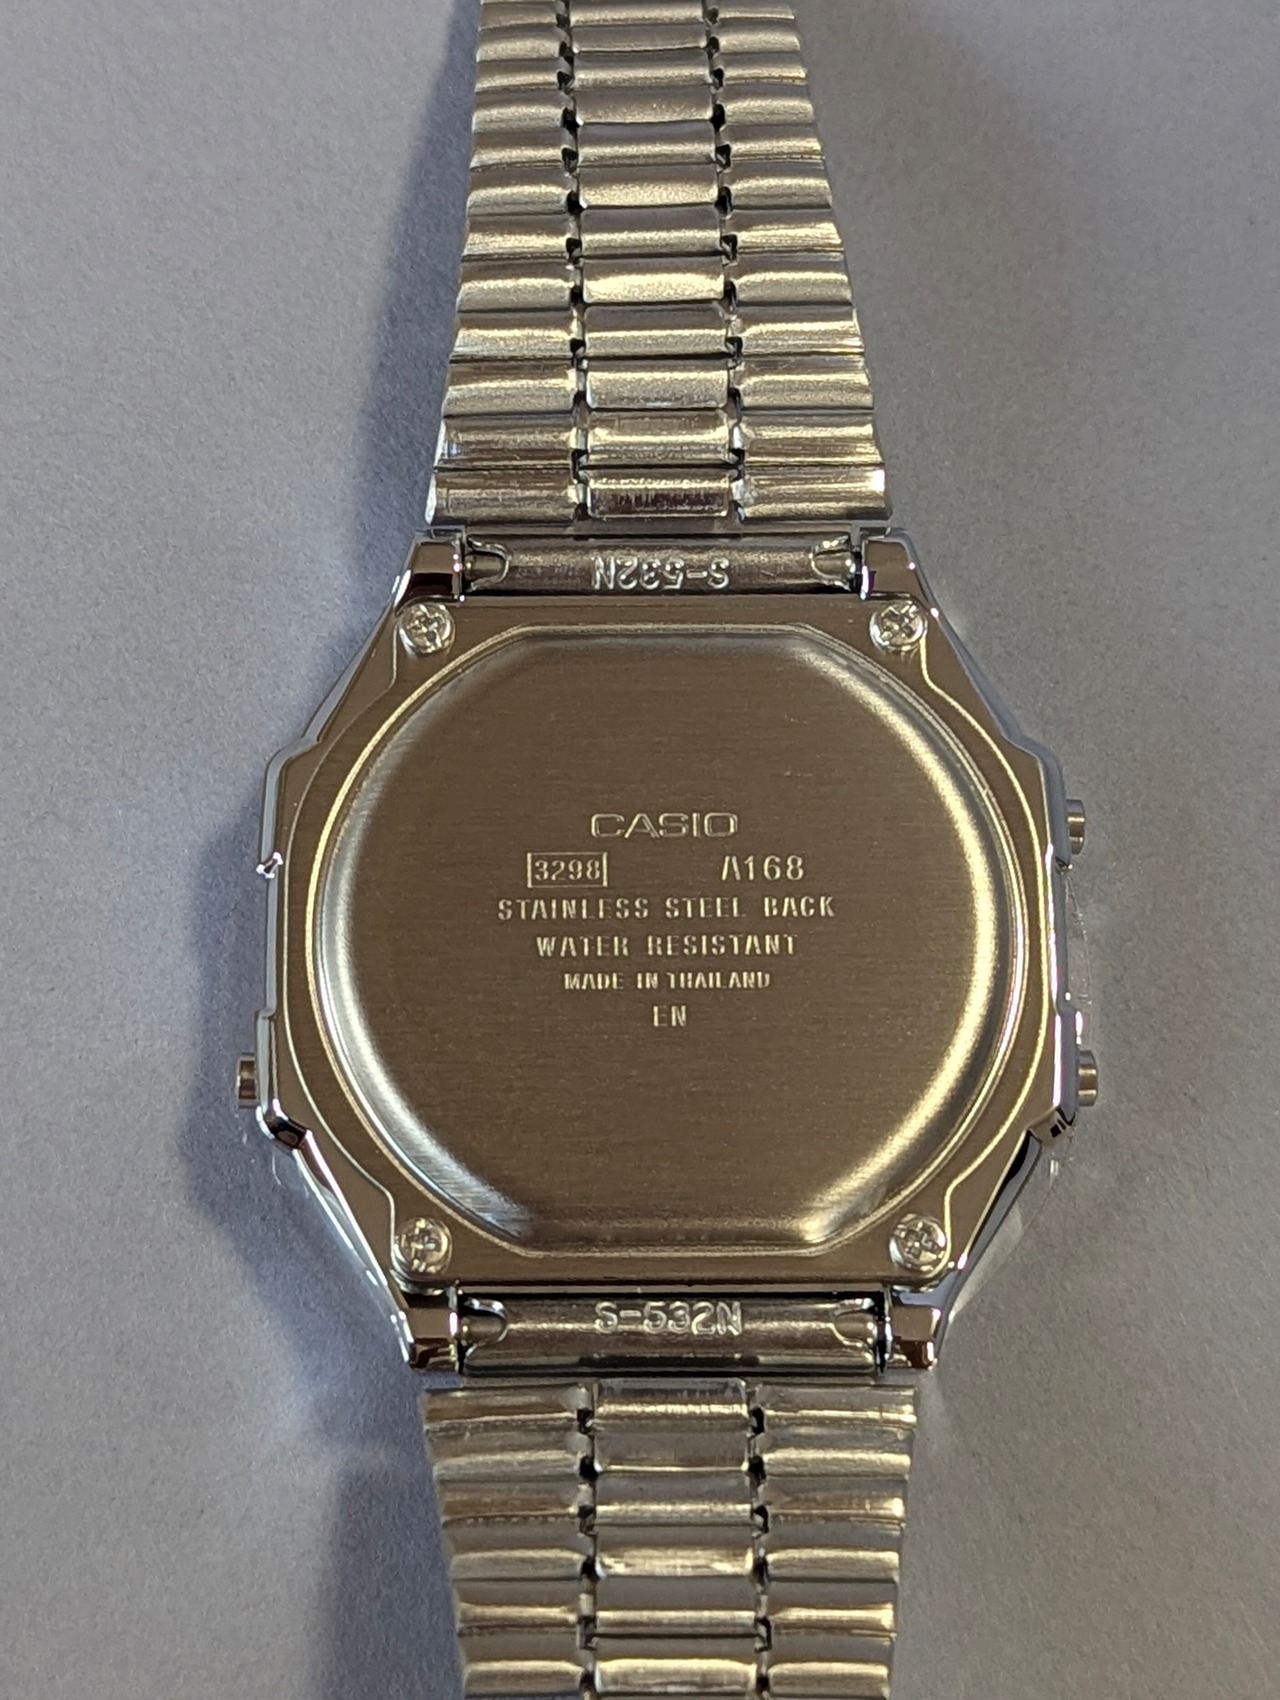 S-532N
CASIO
3298 A168
STAINLESS STEEL BACK
WATER RESISTANT
MADE IN THAILAND
EN
S-532N